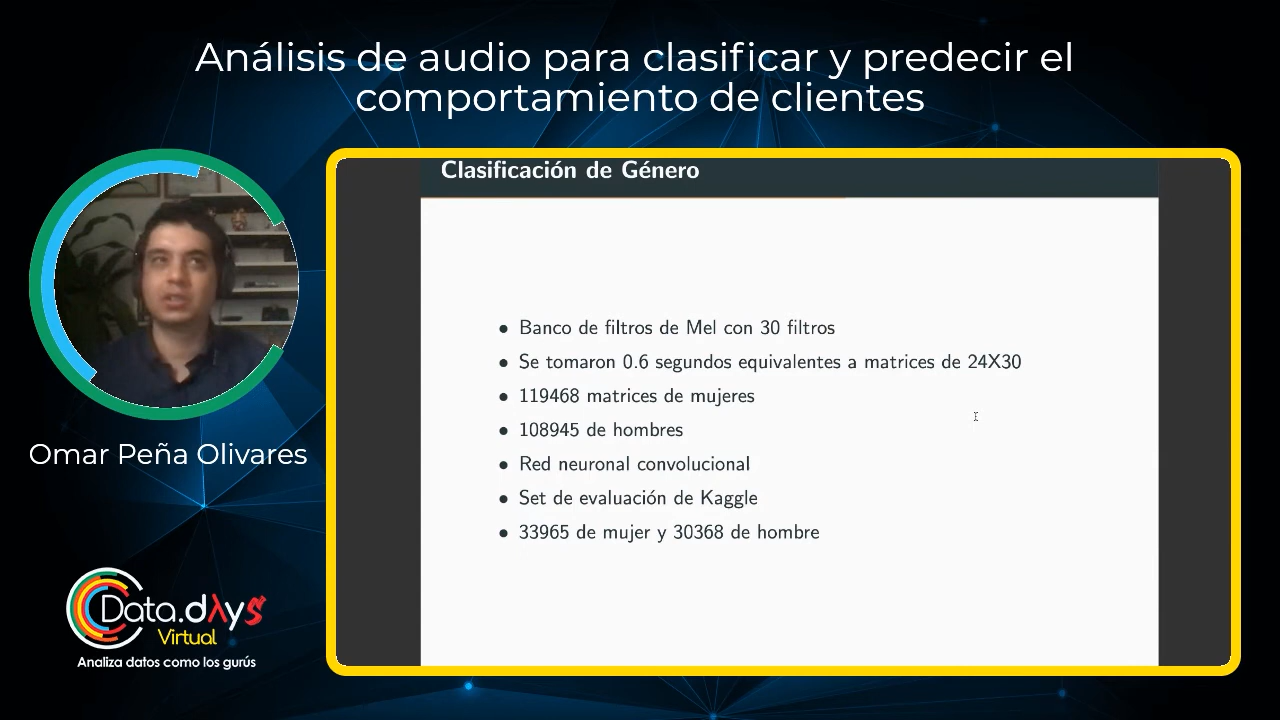 Análisis de audio para clasificar y predecir el
comportamiento de clientes
Clasificación de Género
• Banco de filtros de Mel con 30 filtros
• Se tomaron 0.6 segundos equivalentes a matrices de 24X30
• 119468 matrices de mujeres
• 108945 de hombres
• Red neuronal convolucional
• Set de evaluación de Kaggle
• 33965 de mujer y 30368 de hombre
Omar Peña Olivares
Data.dλys
Virtual
Analiza datos como los gurús